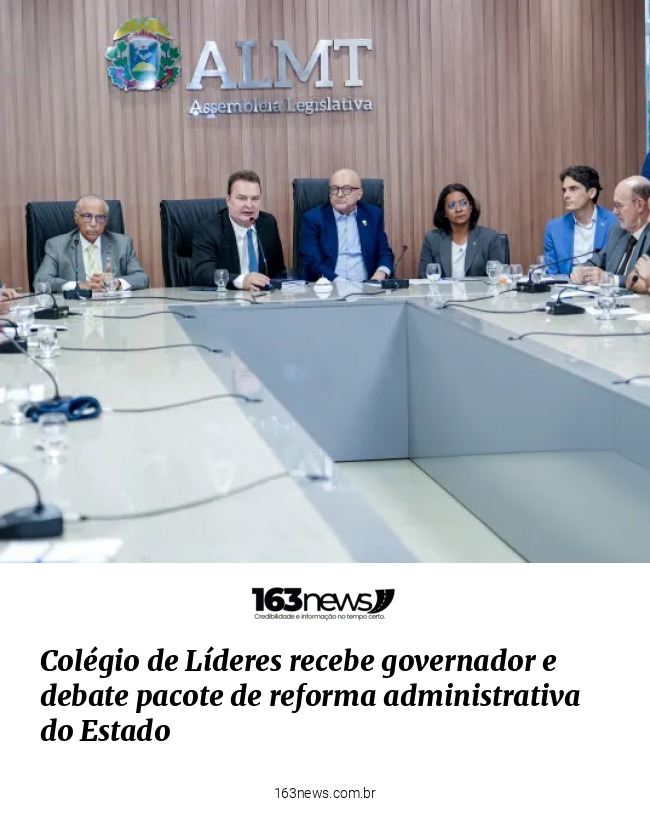 ALMT
Assembleia Legislativa
163news
Credibilidade e informação no tempo certo.
Colégio de Líderes recebe governador e
debate pacote de reforma administrativa
do Estado
163news.com.br